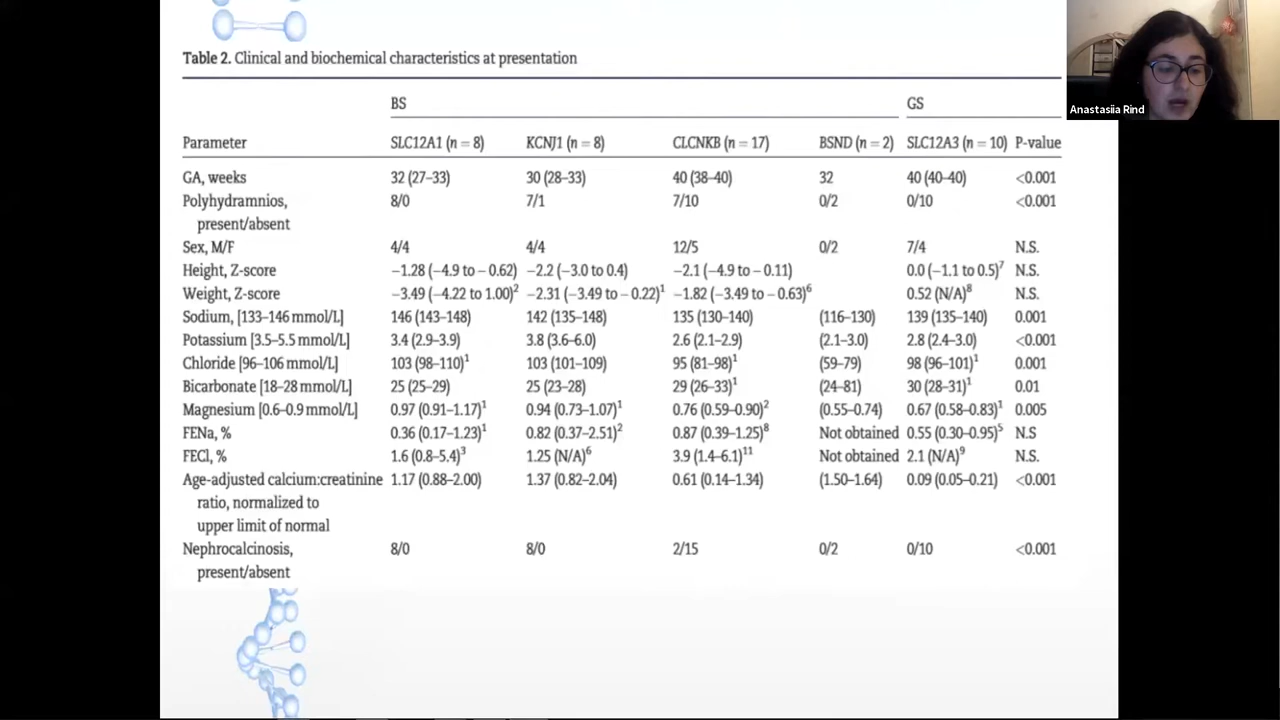 Table 2. Clinical and biochemical characteristics at presentation
BS GS
Parameter SLC12A1 (n = 8) KCNJ1 (n = 8) CLCNKB (n = 17) BSND (n = 2) SLC12A3 (n = 10) P-value
GA, weeks 32 (27–33) 30 (28–33) 40 (38–40) 32 40 (40–40) <0.001
Polyhydramnios, 8/0 7/1 7/10 0/2 0/10 <0.001
present/absent
Sex, M/F 4/4 4/4 12/5 0/2 7/4 N.S.
Height, Z-score −1.28 (−4.9 to − 0.62) −2.2 (−3.0 to 0.4) −2.1 (−4.9 to − 0.11) 0.0 (−1.1 to 0.5)7 N.S.
Weight, Z-score −3.49 (−4.22 to 1.00)2 −2.31 (−3.49 to − 0.22)1 −1.82 (−3.49 to − 0.63)6 0.52 (N/A)8 N.S.
Sodium, [133–146 mmol/L] 146 (143–148) 142 (135–148) 135 (130–140) (116–130) 139 (135–140) 0.001
Potassium [3.5–5.5 mmol/L] 3.4 (2.9–3.9) 3.8 (3.6–6.0) 2.6 (2.1–2.9) (2.1–3.0) 2.8 (2.4–3.0) <0.001
Chloride [96–106 mmol/L] 103 (98–110)1 103 (101–109) 95 (81–98)1 (59–79) 98 (96–101)1 0.001
Bicarbonate [18–28 mmol/L] 25 (25–29) 25 (23–28) 29 (26–33)1 (24–81) 30 (28–31)1 0.01
Magnesium [0.6–0.9 mmol/L] 0.97 (0.91–1.17)1 0.94 (0.73–1.07)1 0.76 (0.59–0.90)2 (0.55–0.74) 0.67 (0.58–0.83)1 0.005
FENa, % 0.36 (0.17–1.23)1 0.82 (0.37–2.51)2 0.87 (0.39–1.25)8 Not obtained 0.55 (0.30–0.95)5 N.S
FECl, % 1.6 (0.8–5.4)3 1.25 (N/A)6 3.9 (1.4–6.1)11 Not obtained 2.1 (N/A)9 N.S.
Age-adjusted calcium:creatinine 1.17 (0.88–2.00) 1.37 (0.82–2.04) 0.61 (0.14–1.34) (1.50–1.64) 0.09 (0.05–0.21) <0.001
ratio, normalized to
upper limit of normal
Nephrocalcinosis, 8/0 8/0 2/15 0/2 0/10 <0.001
present/absent
Anastasiia Rind